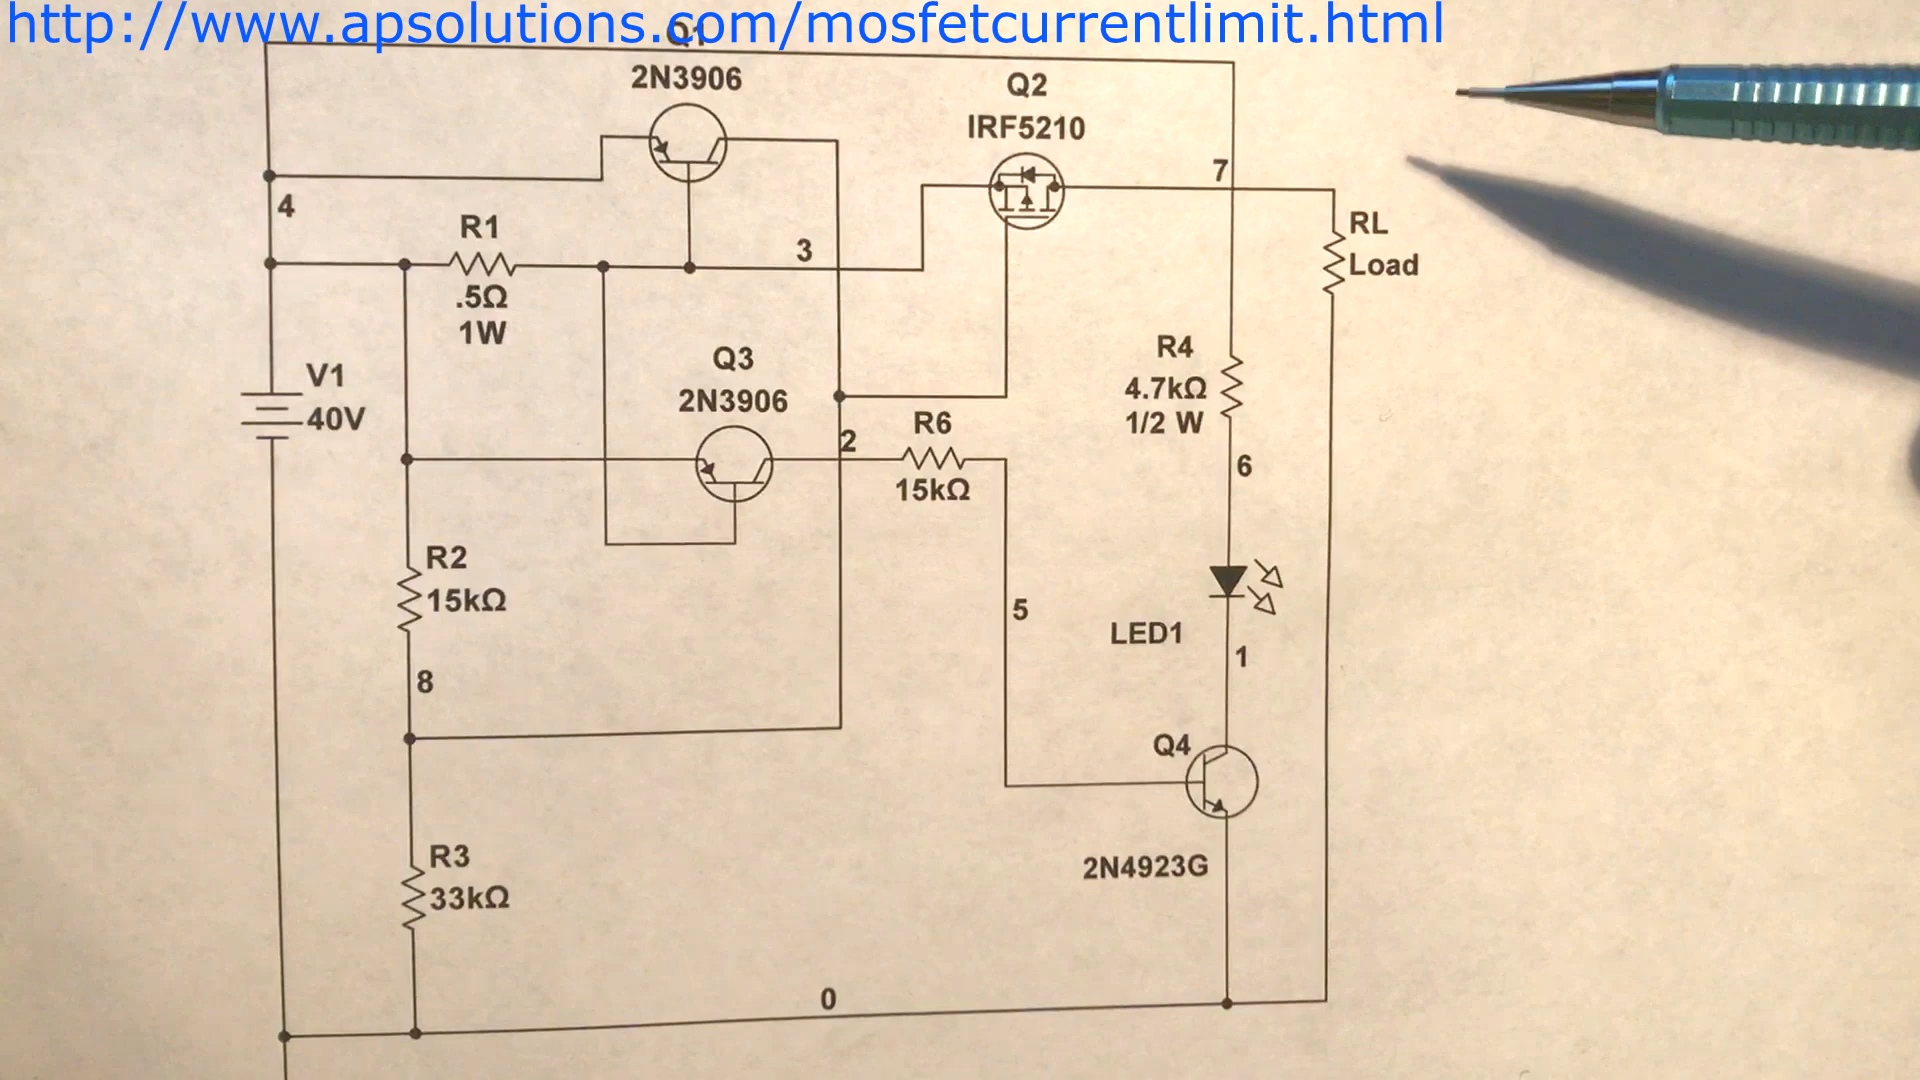 http://www.apsolutions.com/mosfetcurrentlimit.html
Q1
2N3906
Q2
IRF5210
7
4
R1
3
RL
Load
.5Ω
1W
V1
40V
Q3
2N3906
R4
4.7kΩ
1/2 W
2
R6
15kΩ
6
R2
15kΩ
5
LED1
1
8
Q4
R3
33kΩ
2N4923G
0